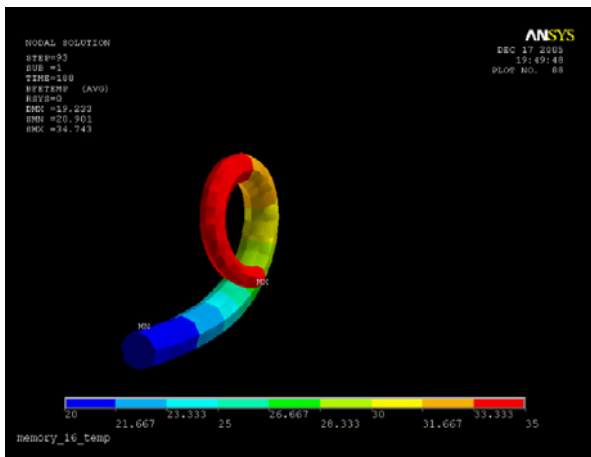 NODAL SOLUTION
STEP=93
SUB =1
TIME=188
BFETEMP (AVG)
RSYS=0
DMX =19.233
SMN =20.901
SMX =34.743
ANSYS
DEC 17 2005
19:49:48
PLOT NO. 88
MX
MN
20 23.333 26.667 30 33.333
21.667 25 28.333 31.667 35
memory_16_temp